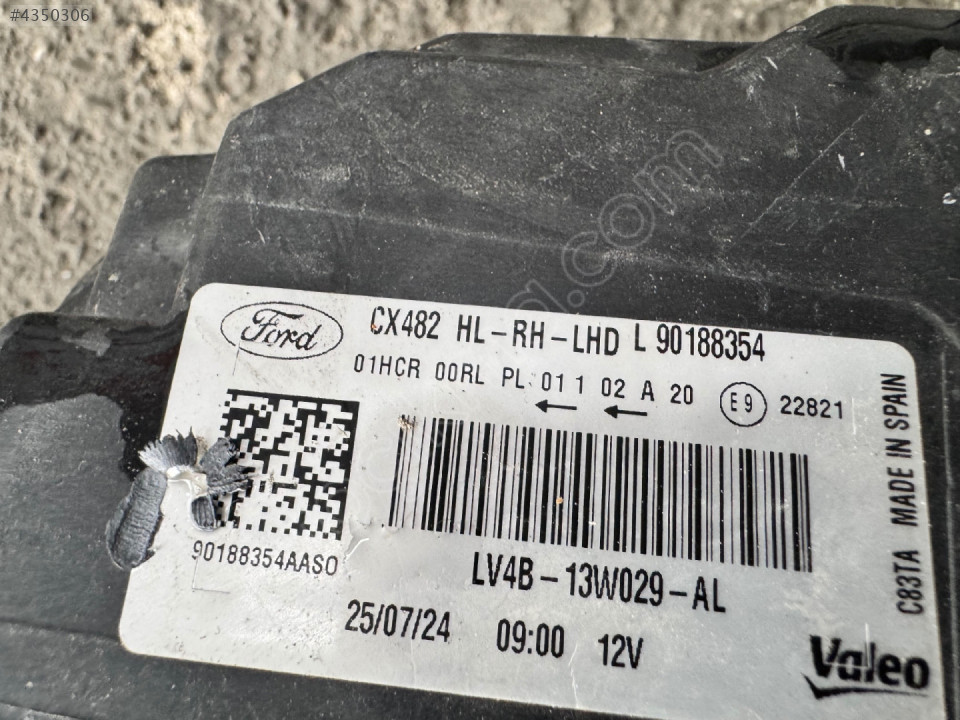 #4350306
Ford
CX482 HL-RH-LHD L 90188354
01HCR 00RL PL 01 1 02 A 20
E9 22821
90188354AASO
LV4B-13W029-AL
25/07/24 09:00 12V
C83TA MADE IN SPAIN
Valeo